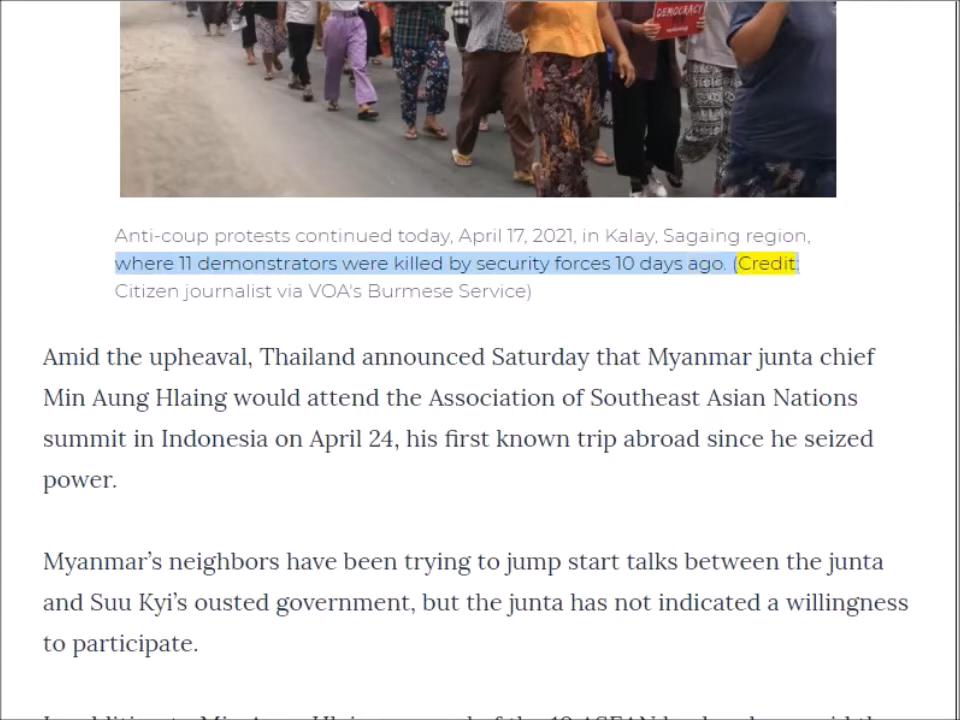 DEMOCRACY
Anti-coup protests continued today, April 17, 2021, in Kalay, Sagaing region,
where 11 demonstrators were killed by security forces 10 days ago. (Credit:
Citizen journalist via VOA's Burmese Service)
Amid the upheaval, Thailand announced Saturday that Myanmar junta chief
Min Aung Hlaing would attend the Association of Southeast Asian Nations
summit in Indonesia on April 24, his first known trip abroad since he seized
power.
Myanmar’s neighbors have been trying to jump start talks between the junta
and Suu Kyi’s ousted government, but the junta has not indicated a willingness
to participate.